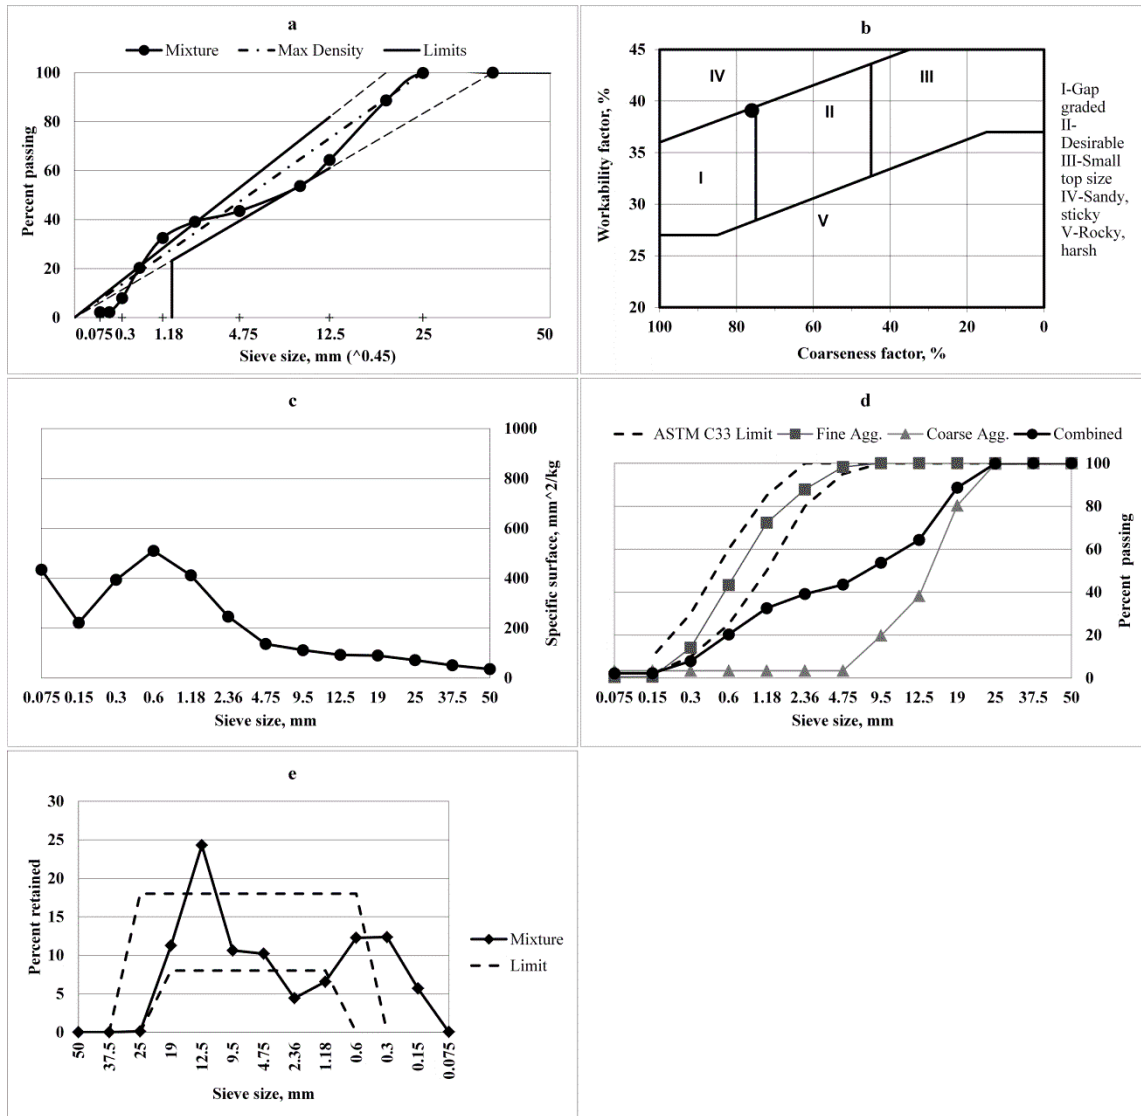 a
Mixture Max Density Limits
100
80
60
40
20
0
Percent passing
0.075 0.3 1.18 4.75 12.5 25 50
Sieve size, mm (^0.45)
b
45
40
35
30
25
20
Workability factor, %
IV
III
II
I
V
100 80 60 40 20 0
Coarseness factor, %
I-Gap
graded
II-
Desirable
III-Small
top size
IV-Sandy,
sticky
V-Rocky,
harsh
c
1000
800
600
400
200
0
Specific surface, mm^2/kg
0.075 0.15 0.3 0.6 1.18 2.36 4.75 9.5 12.5 19 25 37.5 50
Sieve size, mm
d
ASTM C33 Limit Fine Agg. Coarse Agg. Combined
100
80
60
40
20
0
Percent passing
0.075 0.15 0.3 0.6 1.18 2.36 4.75 9.5 12.5 19 25 37.5 50
Sieve size, mm
e
30
25
20
15
10
5
0
Percent retained
50 37.5 25 19 12.5 9.5 4.75 2.36 1.18 0.6 0.3 0.15 0.075
Sieve size, mm
Mixture
Limit